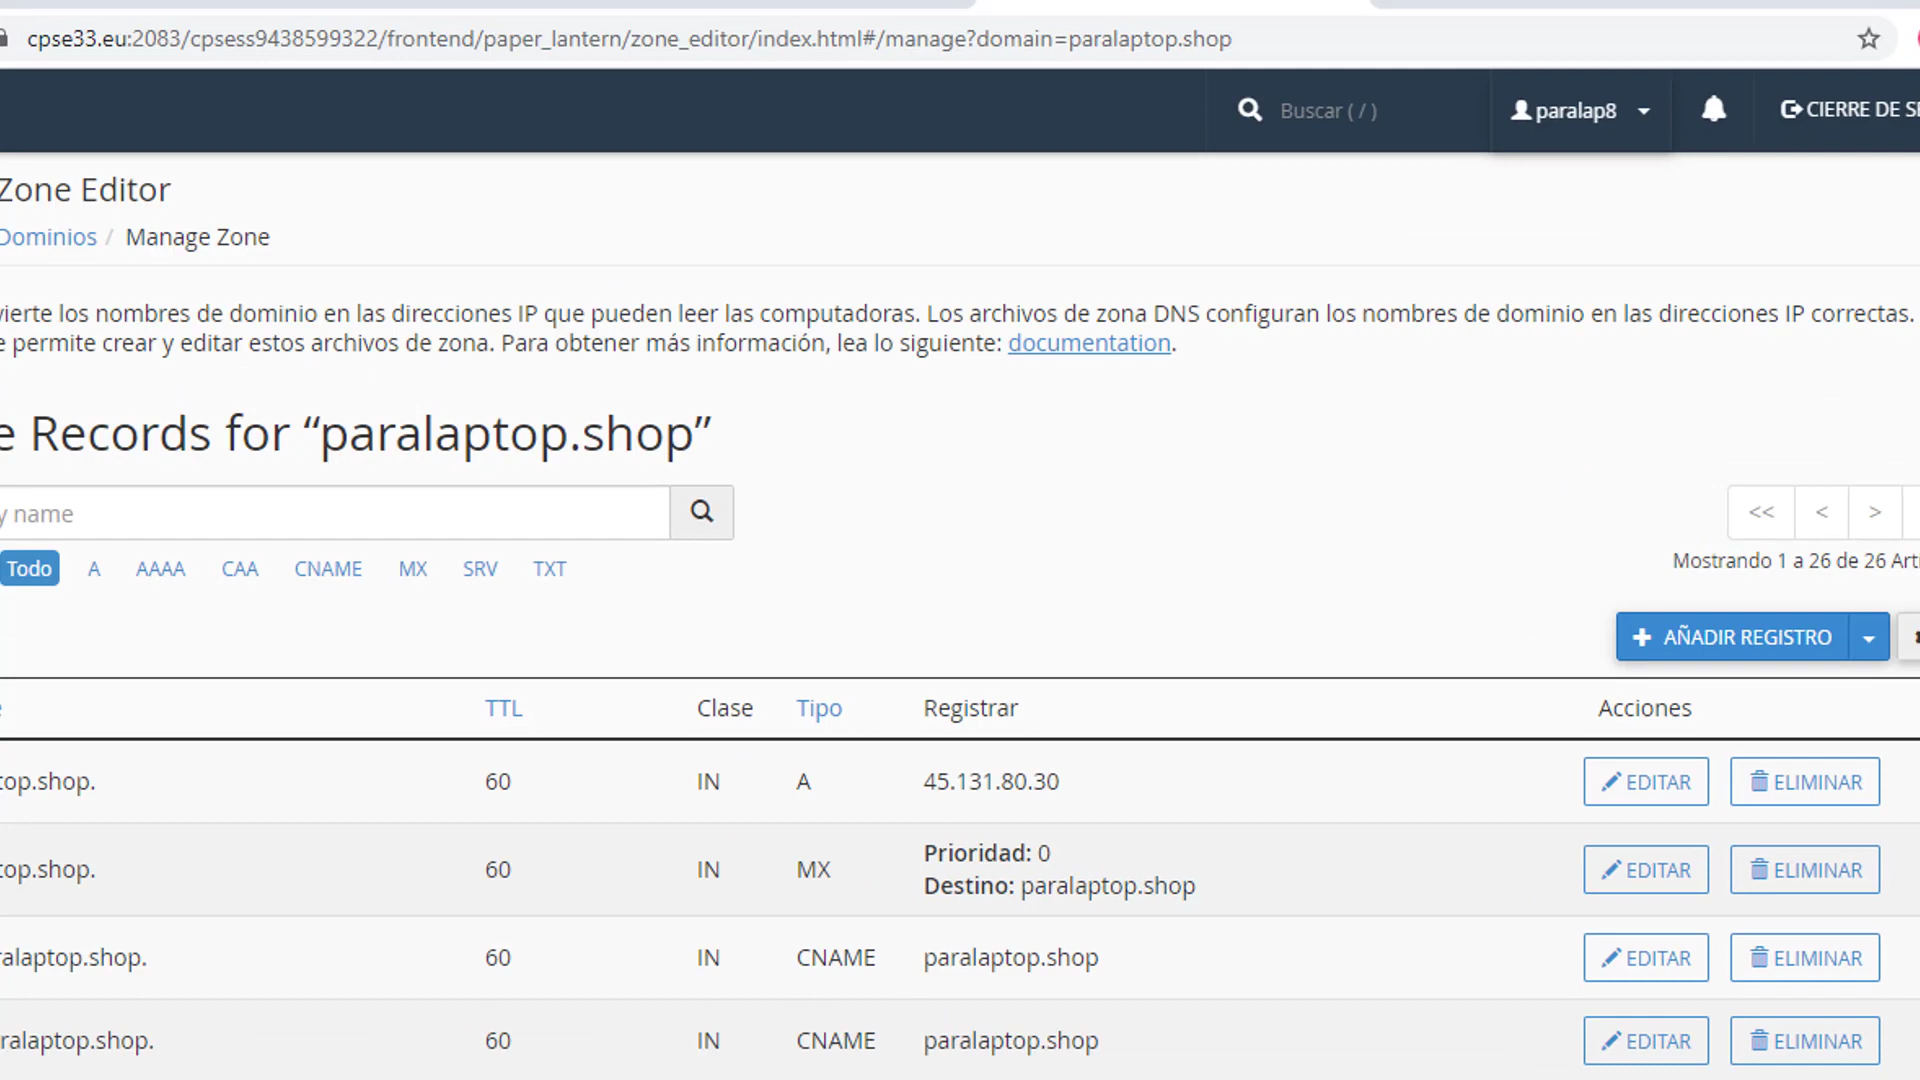 cpse33.eu:2083/cpsess9438599322/frontend/paper_lantern/zone_editor/index.html#/manage?domain=paralaptop.shop
Buscar ( / )
paralap8
CIERRE DE
Zone Editor
Dominios / Manage Zone
los nombres de dominio en las direcciones IP que pueden leer las computadoras. Los archivos de zona DNS configuran los nombres de dominio en las direcciones IP correctas.
permite crear y editar estos archivos de zona. Para obtener más información, lea lo siguiente: documentation.
Records for “paralaptop.shop”
name
<< < >
Todo A AAAA CAA CNAME MX SRV TXT
Mostrando 1 a 26 de 26
+ AÑADIR REGISTRO
TTL Clase Tipo Registrar Acciones
top.shop. 60 IN A 45.131.80.30 EDITAR ELIMINAR
top.shop. 60 IN MX Prioridad: 0 EDITAR ELIMINAR
Destino: paralaptop.shop
ralaptop.shop. 60 IN CNAME paralaptop.shop EDITAR ELIMINAR
ralaptop.shop. 60 IN CNAME paralaptop.shop EDITAR ELIMINAR